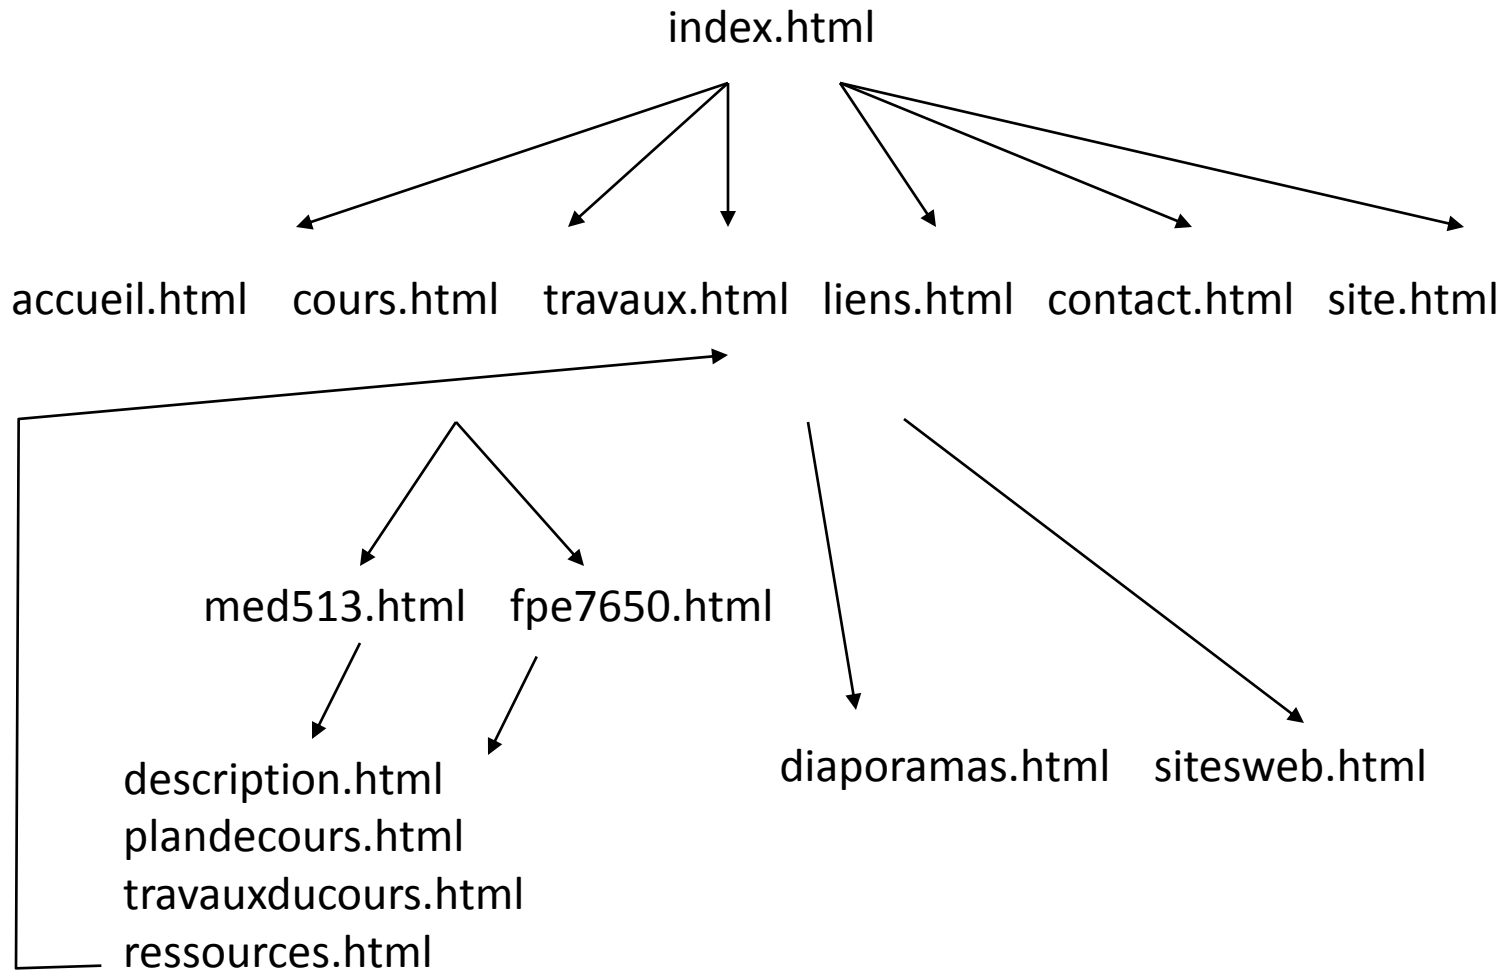 index.html
accueil.html cours.html travaux.html liens.html contact.html site.html
med513.html fpe7650.html
diaporamas.html sitesweb.html
description.html
plandecours.html
travauxducours.html
ressources.html